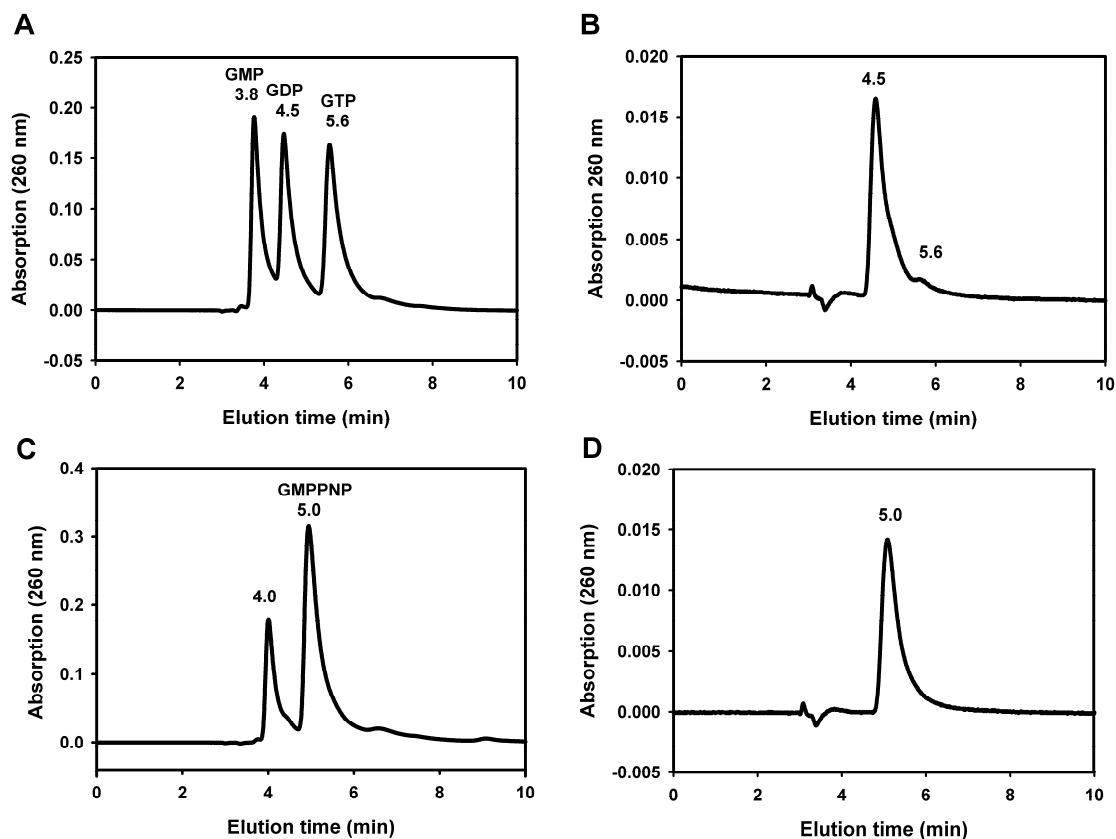 A
GMP
3.8
GDP
4.5
GTP
5.6
0.25
0.20
0.15
0.10
0.05
0.00
-0.05
Absorption (260 nm)
0 2 4 6 8 10
Elution time (min)
B
4.5
5.6
0.020
0.015
0.010
0.005
0.000
-0.005
Absorption 260 nm
0 2 4 6 8 10
Elution time (min)
C
GMPPNP
5.0
4.0
0.4
0.3
0.2
0.1
0.0
Absorption (260 nm)
0 2 4 6 8 10
Elution time (min)
D
5.0
0.020
0.015
0.010
0.005
0.000
-0.005
Absorption (260 nm)
0 2 4 6 8 10
Elution time (min)